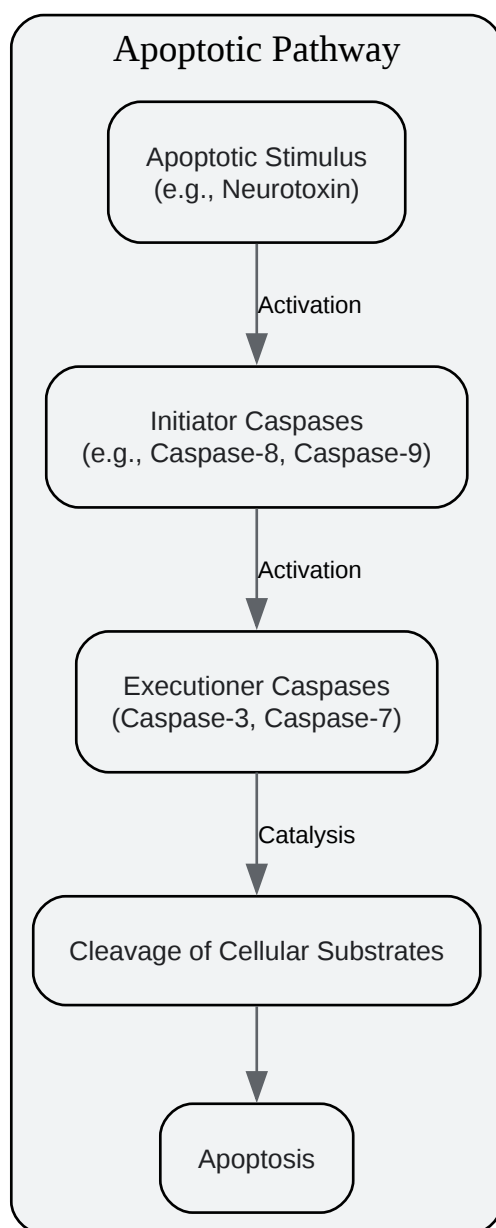 Apoptotic Pathway
Apoptotic Stimulus
(e.g., Neurotoxin)
Activation
Initiator Caspases
(e.g., Caspase-8, Caspase-9)
Activation
Executioner Caspases
(Caspase-3, Caspase-7)
Catalysis
Cleavage of Cellular Substrates
Apoptosis